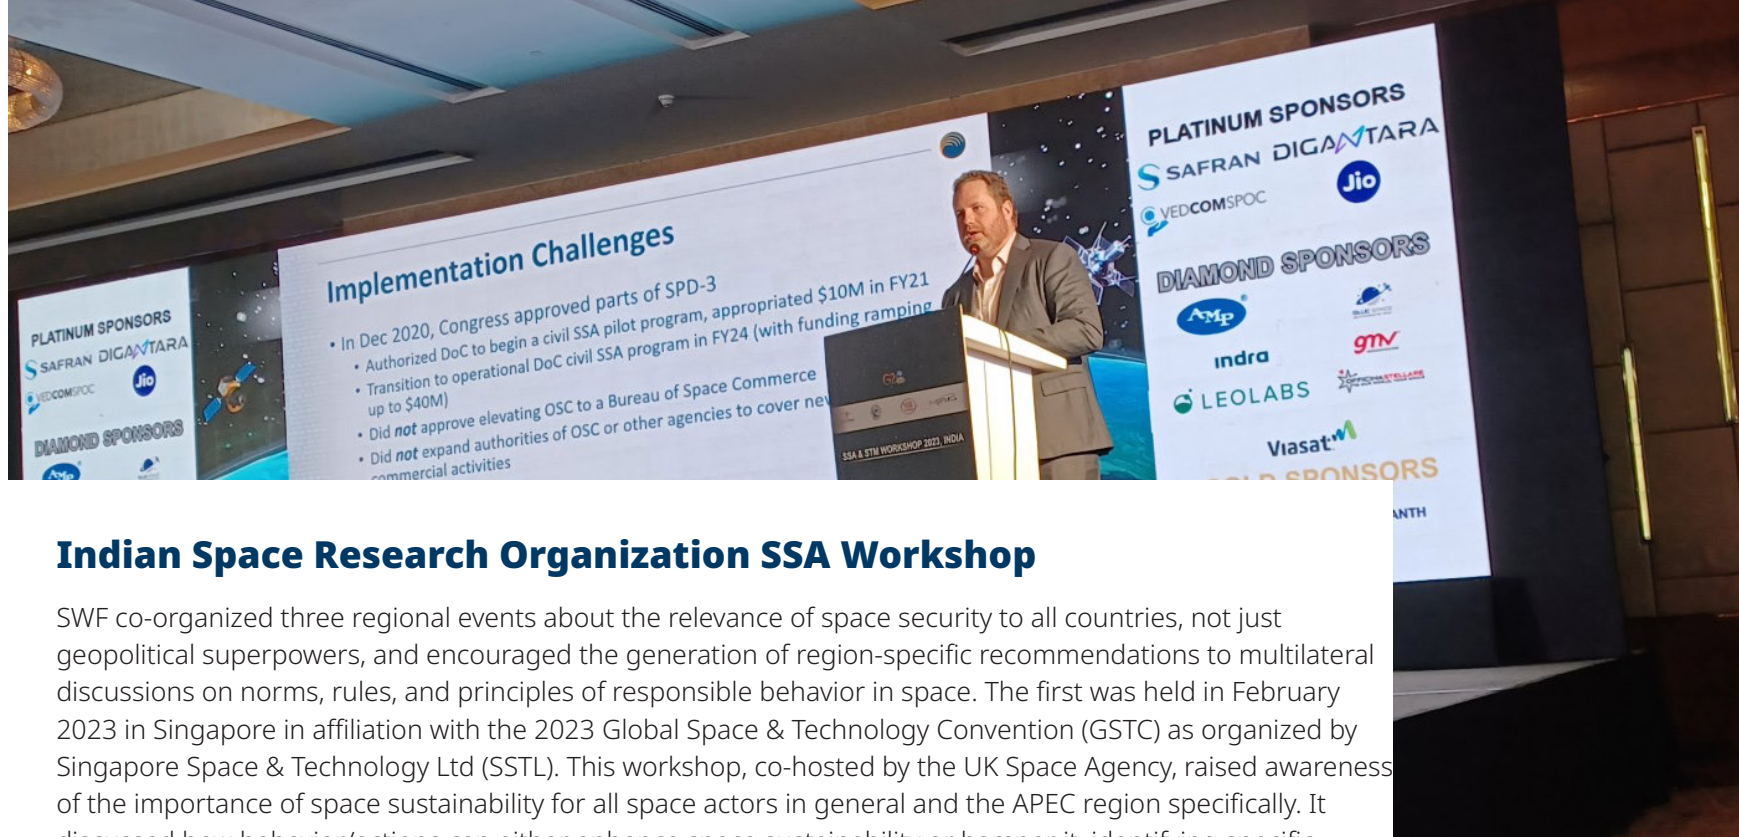 PLATINUM SPONSORS
SAFRAN DIGANTARA
VEDCOMSPOC Jio
DIAMOND SPONSORS
AMP
Implementation Challenges
• In Dec 2020, Congress approved parts of SPD-3
• Authorized DoC to begin a civil SSA pilot program, appropriated $10M in FY21
• Transition to operational DoC civil SSA program in FY24 (with funding ramping
up to $40M)
• Did not approve elevating OSC to a Bureau of Space Commerce
• Did not expand authorities of OSC or other agencies to cover
commercial activities
SSA & STM WORKSHOP 2023, INDIA
PLATINUM SPONSORS
SAFRAN DIGANTARA
VEDCOMSPOC Jio
DIAMOND SPONSORS
AMP
indra gmv
LEOLABS OFFICINA STELLARE
Viasat
SPONSORS
ANTH
Indian Space Research Organization SSA Workshop
SWF co-organized three regional events about the relevance of space security to all countries, not just
geopolitical superpowers, and encouraged the generation of region-specific recommendations to multilateral
discussions on norms, rules, and principles of responsible behavior in space. The first was held in February
2023 in Singapore in affiliation with the 2023 Global Space & Technology Convention (GSTC) as organized by
Singapore Space & Technology Ltd (SSTL). This workshop, co-hosted by the UK Space Agency, raised awareness
of the importance of space sustainability for all space actors in general and the APEC region specifically. It